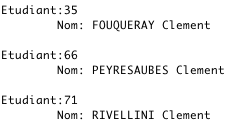 Etudiant:35
Nom: FOUQUERAY Clement
Etudiant:66
Nom: PEYRESAUBES Clement
Etudiant:71
Nom: RIVELLINI Clement